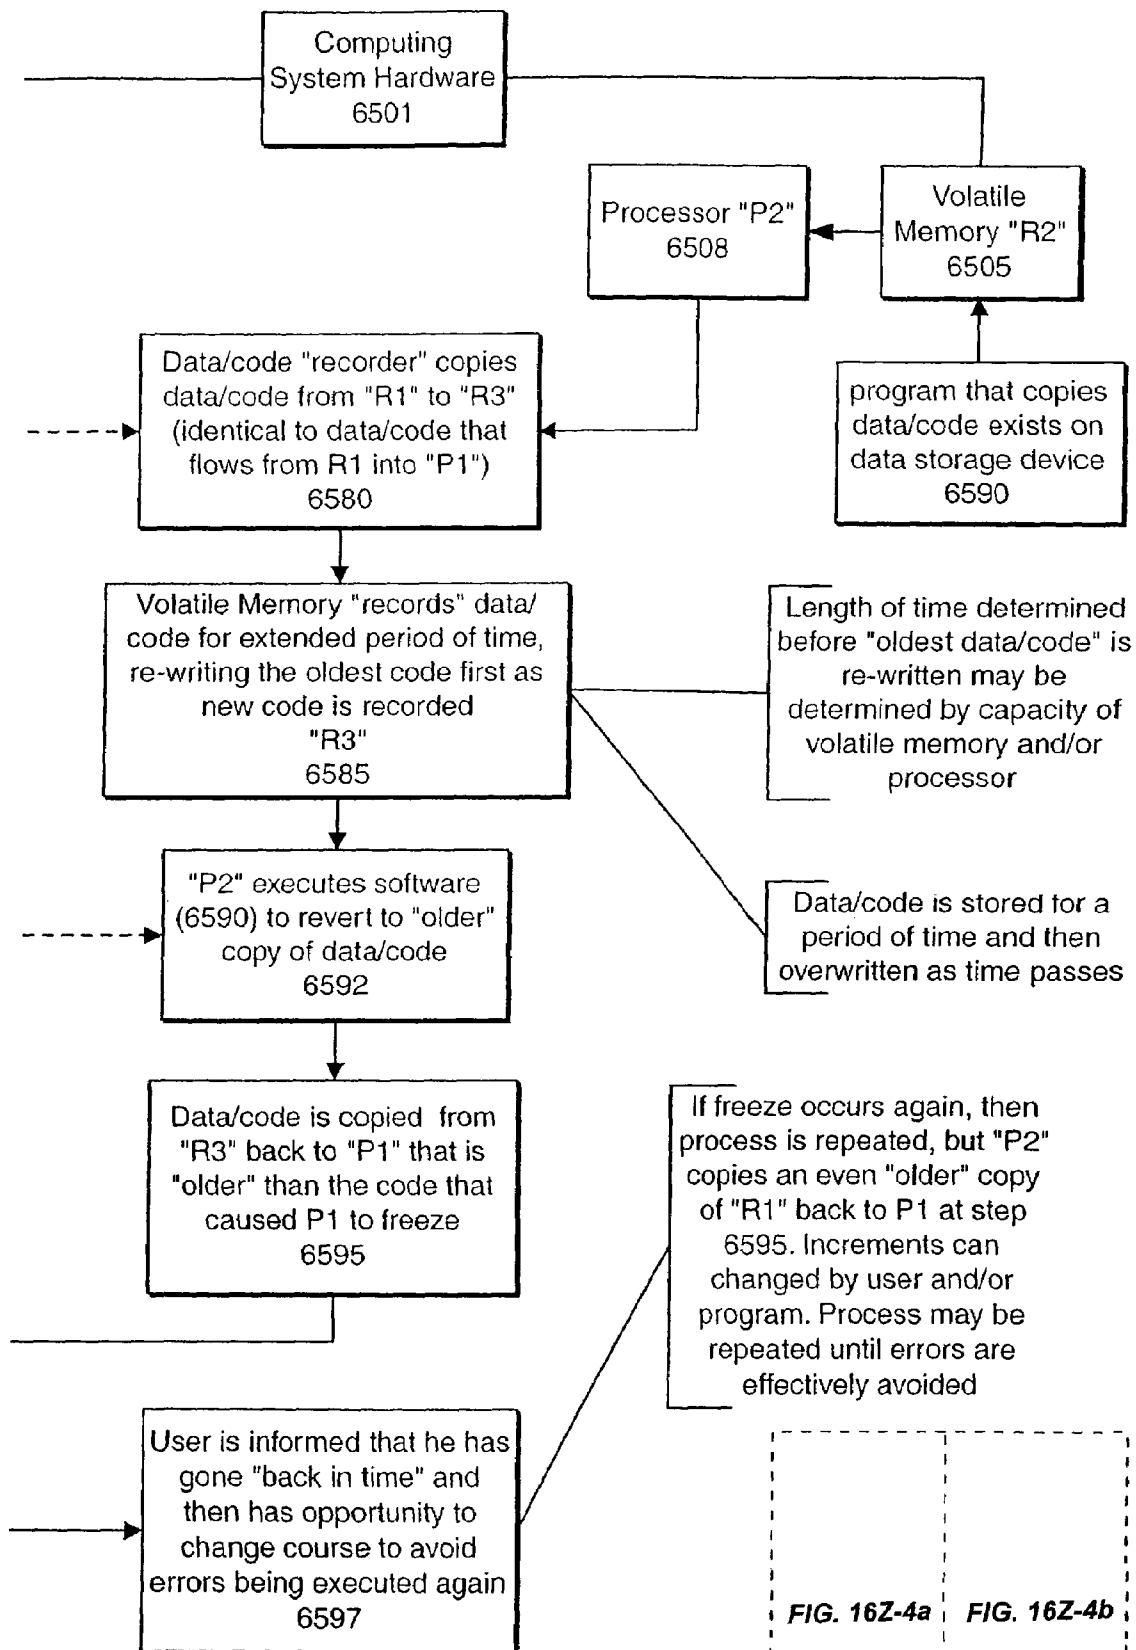 Computing
System Hardware
6501
Processor "P2"
6508
Volatile
Memory "R2"
6505
Data/code "recorder" copies
data/code from "R1" to "R3"
(identical to data/code that
flows from R1 into "P1")
6580
program that copies
data/code exists on
data storage device
6590
Volatile Memory "records" data/
code for extended period of time,
re-writing the oldest code first as
new code is recorded
"R3"
6585
Length of time determined
before "oldest data/code" is
re-written may be
determined by capacity of
volatile memory and/or
processor
"P2" executes software
(6590) to revert to "older"
copy of data/code
6592
Data/code is stored for a
period of time and then
overwritten as time passes
Data/code is copied from
"R3" back to "P1" that is
"older" than the code that
caused P1 to freeze
6595
If freeze occurs again, then
process is repeated, but "P2"
copies an even "older" copy
of "R1" back to P1 at step
6595. Increments can
changed by user and/or
program. Process may be
repeated until errors are
effectively avoided
User is informed that he has
gone "back in time" and
then has opportunity to
change course to avoid
errors being executed again
6597
FIG. 16Z-4a
FIG. 16Z-4b